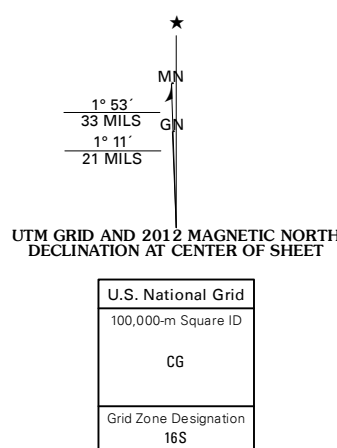 ★
MN
1° 53´
33 MILS
GN
1° 11´
21 MILS
UTM GRID AND 2012 MAGNETIC NORTH
DECLINATION AT CENTER OF SHEET
U.S. National Grid
100,000-m Square ID
CG
Grid Zone Designation
16S